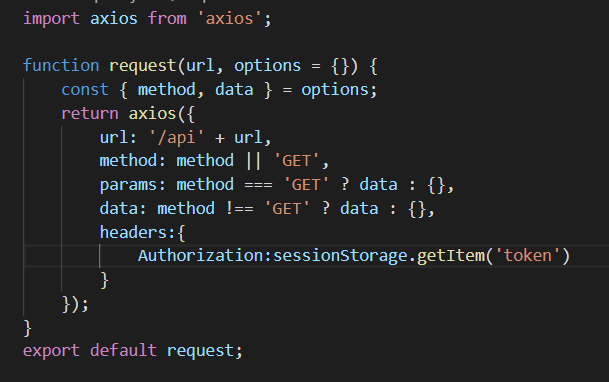 import axios from 'axios';
function request(url, options = {}) {
const { method, data } = options;
return axios({
url: '/api' + url,
method: method || 'GET',
params: method === 'GET' ? data : {},
data: method !== 'GET' ? data : {},
headers:{
Authorization:sessionStorage.getItem('token')
}
});
}
export default request;